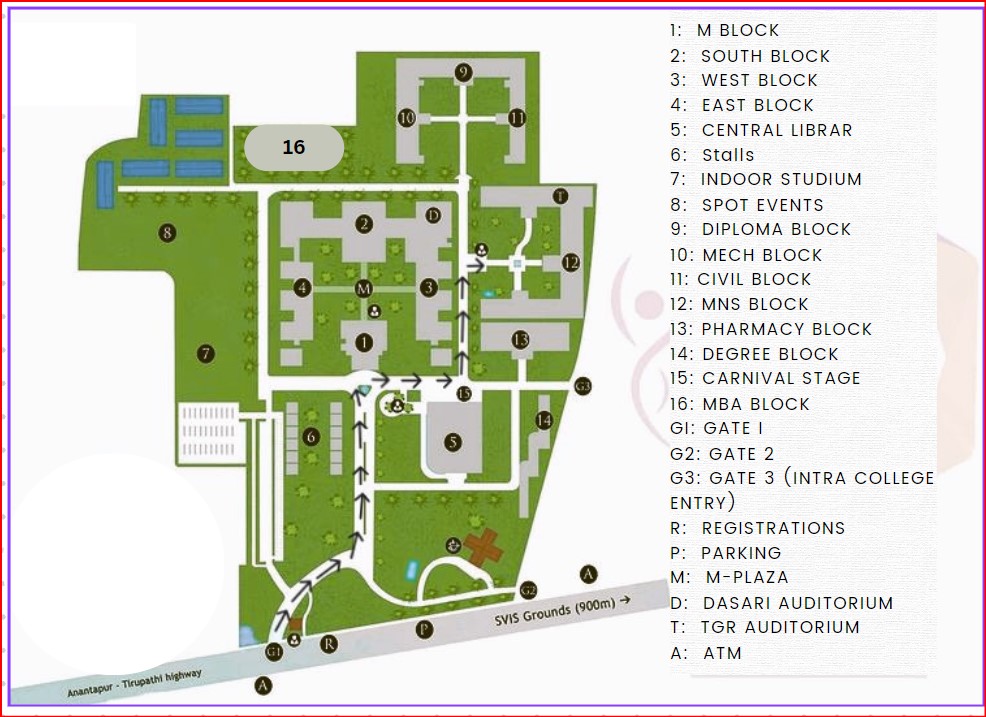 1: M BLOCK
2: SOUTH BLOCK
3: WEST BLOCK
4: EAST BLOCK
5: CENTRAL LIBRAR
6: Stalls
7: INDOOR STUDIUM
8: SPOT EVENTS
9: DIPLOMA BLOCK
10: MECH BLOCK
11: CIVIL BLOCK
12: MNS BLOCK
13: PHARMACY BLOCK
14: DEGREE BLOCK
15: CARNIVAL STAGE
16: MBA BLOCK
G1: GATE 1
G2: GATE 2
G3: GATE 3 (INTRA COLLEGE
ENTRY)
R: REGISTRATIONS
P: PARKING
M: M-PLAZA
D: DASARI AUDITORIUM
T: TGR AUDITORIUM
A: ATM
9
10
11
16
T
2
D
8
12
4
M
3
1
13
7
G3
15
14
6
5
A
G2
SVIS Grounds (900m) →
P
R
G1
Anantapur - Tirupathi highway
A